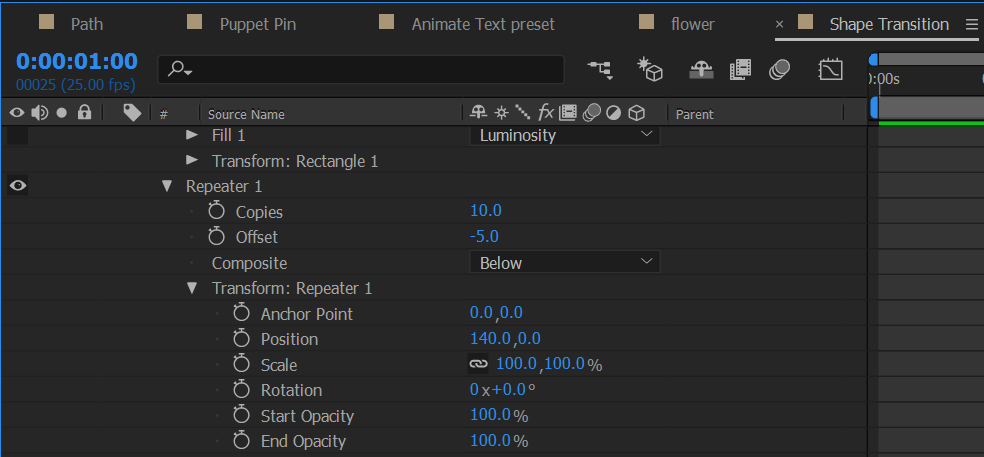 Path Puppet Pin Animate Text preset flower × Shape Transition
0:00:01:00
00025 (25.00 fps)
:00s
# Source Name fx Parent
Fill 1 Luminosity
Transform: Rectangle 1
Repeater 1
Copies 10.0
Offset -5.0
Composite Below
Transform: Repeater 1
Anchor Point 0.0,0.0
Position 140.0,0.0
Scale 100.0,100.0%
Rotation 0x+0.0°
Start Opacity 100.0%
End Opacity 100.0%